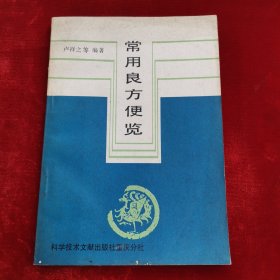 卢祥之等 编著
常用良方便览
科学技术文献出版社重庆分社